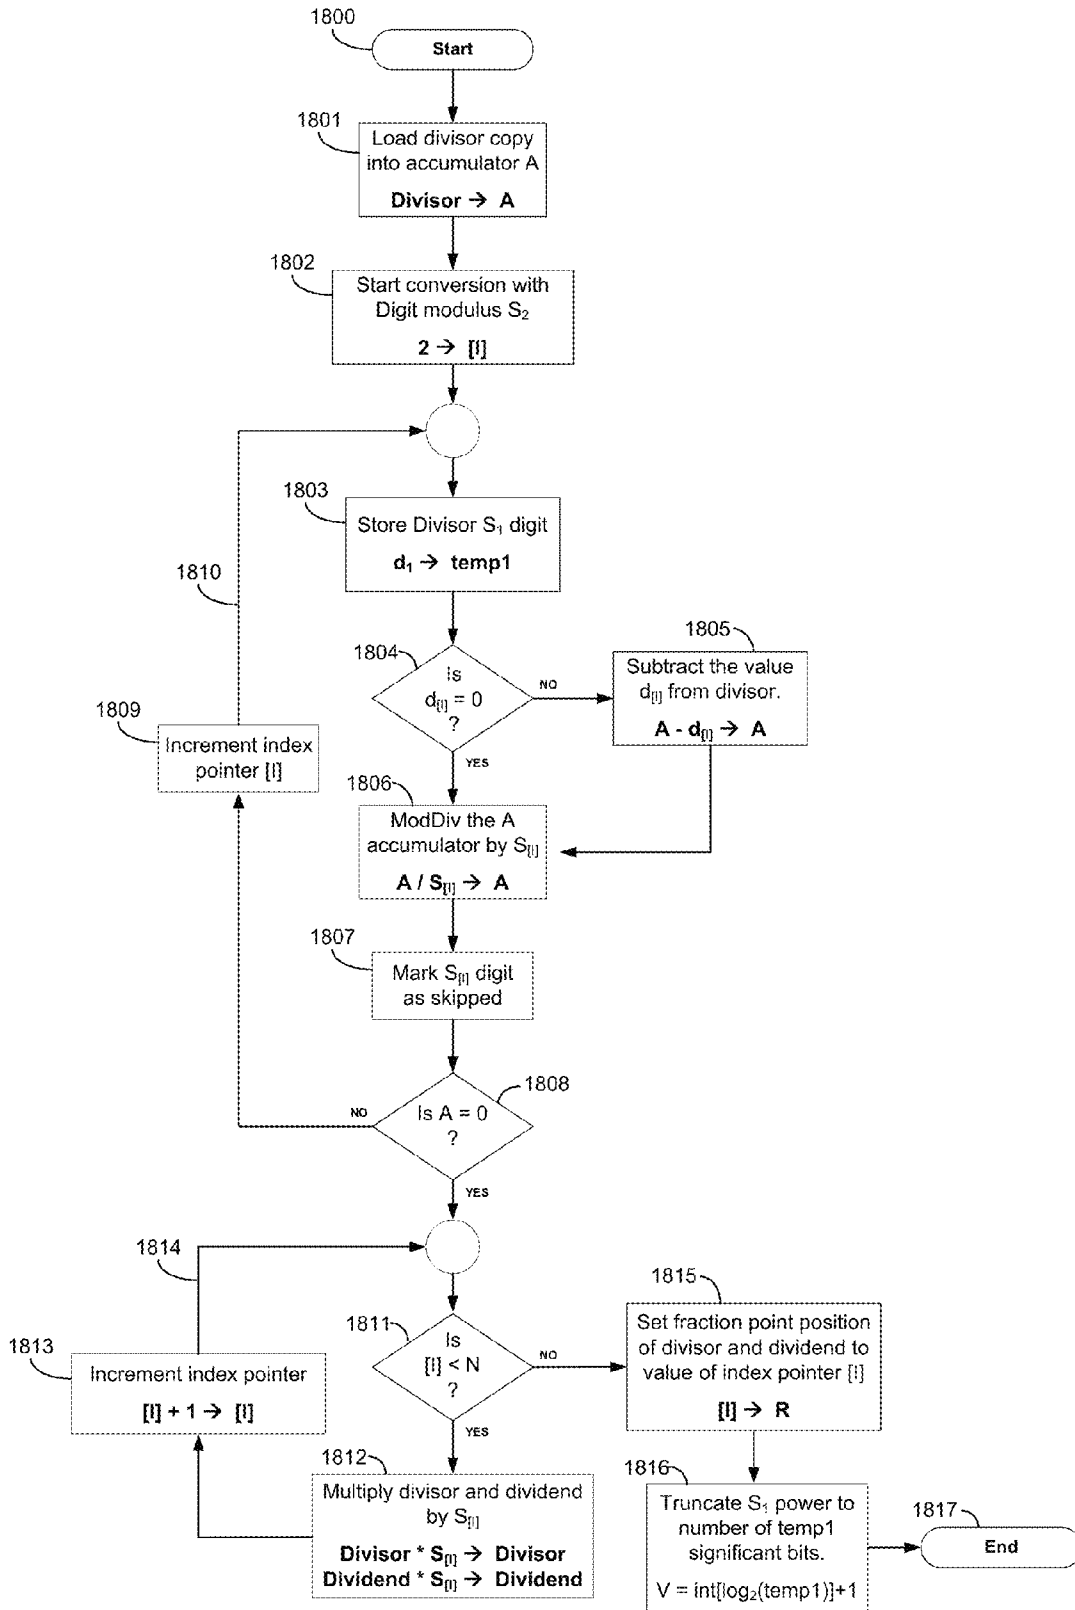 1800
Start
1801
Load divisor copy
into accumulator A
Divisor → A
1802
Start conversion with
Digit modulus S₂
2 → [I]
1803
Store Divisor S₁ digit
d₁ → temp1
1810
1804
Is
d[I] = 0
?
NO
YES
1805
Subtract the value
d[I] from divisor.
A - d[I] → A
1809
Increment index
pointer [I]
1806
ModDiv the A
accumulator by S[I]
A / S[I] → A
1807
Mark S[I] digit
as skipped
1808
Is A = 0
?
NO
YES
1814
1813
Increment index pointer
[I] + 1 → [I]
1811
Is
[I] < N
?
NO
YES
1815
Set fraction point position
of divisor and dividend to
value of index pointer [I]
[I] → R
1812
Multiply divisor and dividend
by S[I]
Divisor * S[I] → Divisor
Dividend * S[I] → Dividend
1816
Truncate S₁ power to
number of temp1
significant bits.
V = int[log₂(temp1)]+1
1817
End